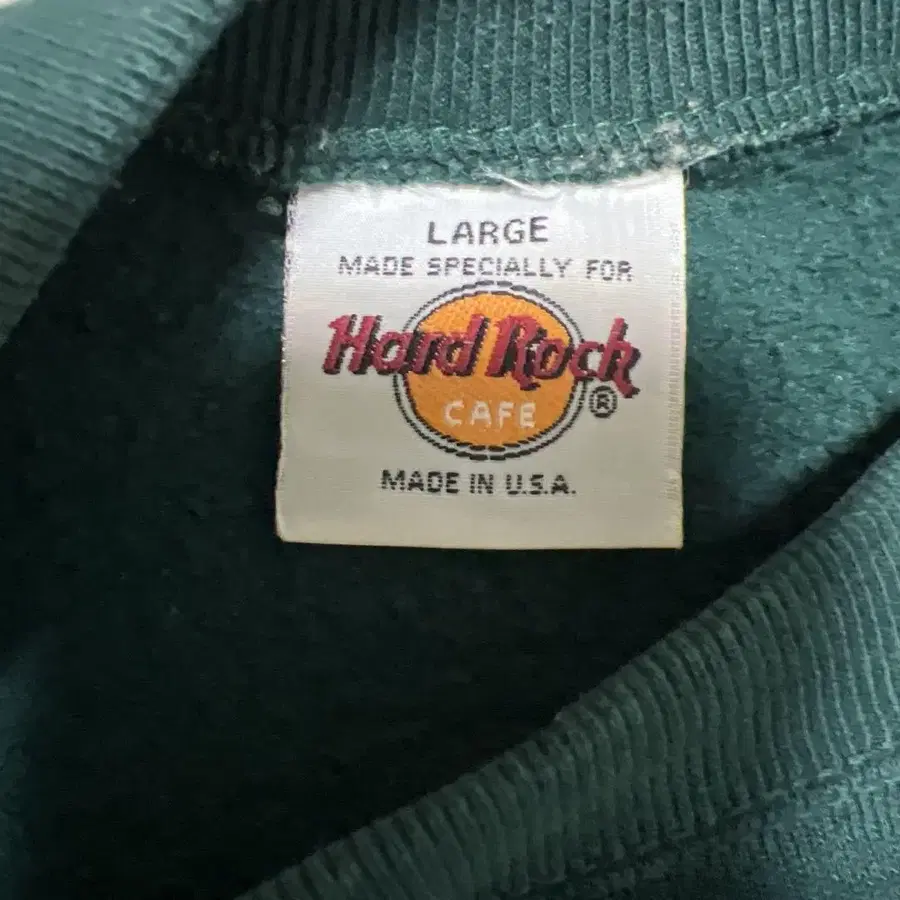 LARGE
MADE SPECIALLY FOR
Hard Rock
CAFE ®
MADE IN U.S.A.